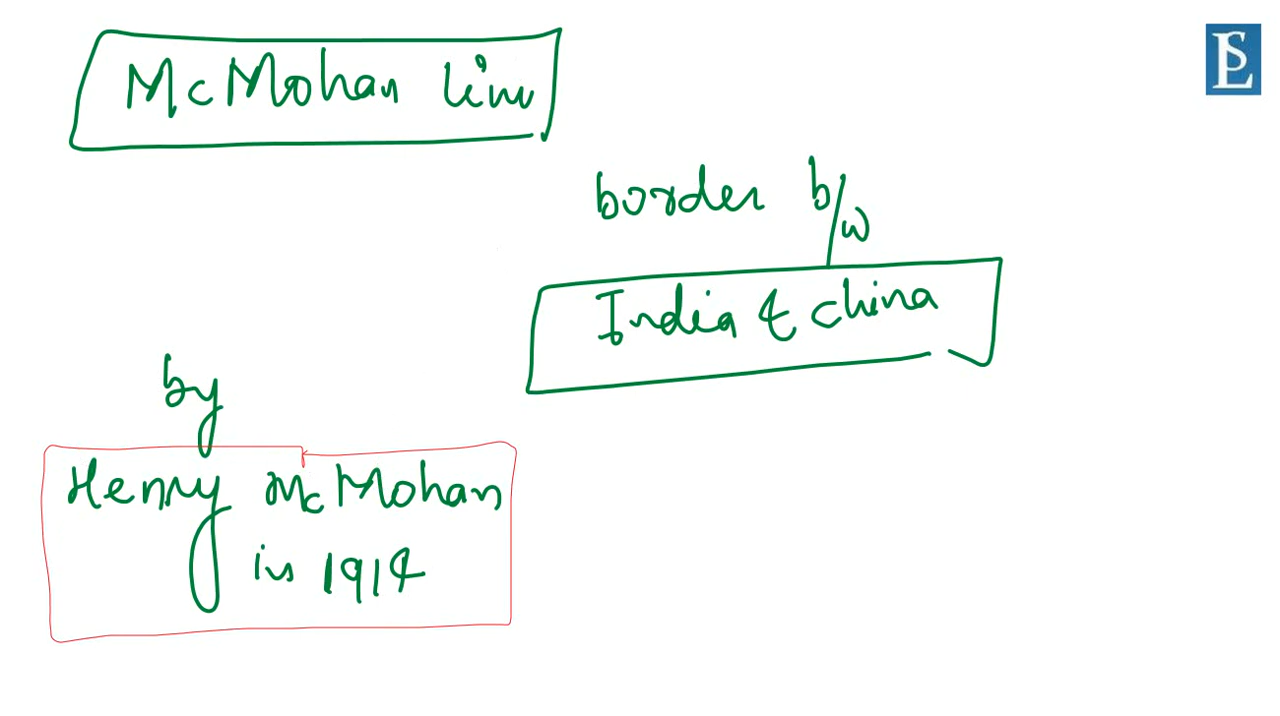 McMohan line
border b/w
India & china
by
Henry McMohan
in 1914